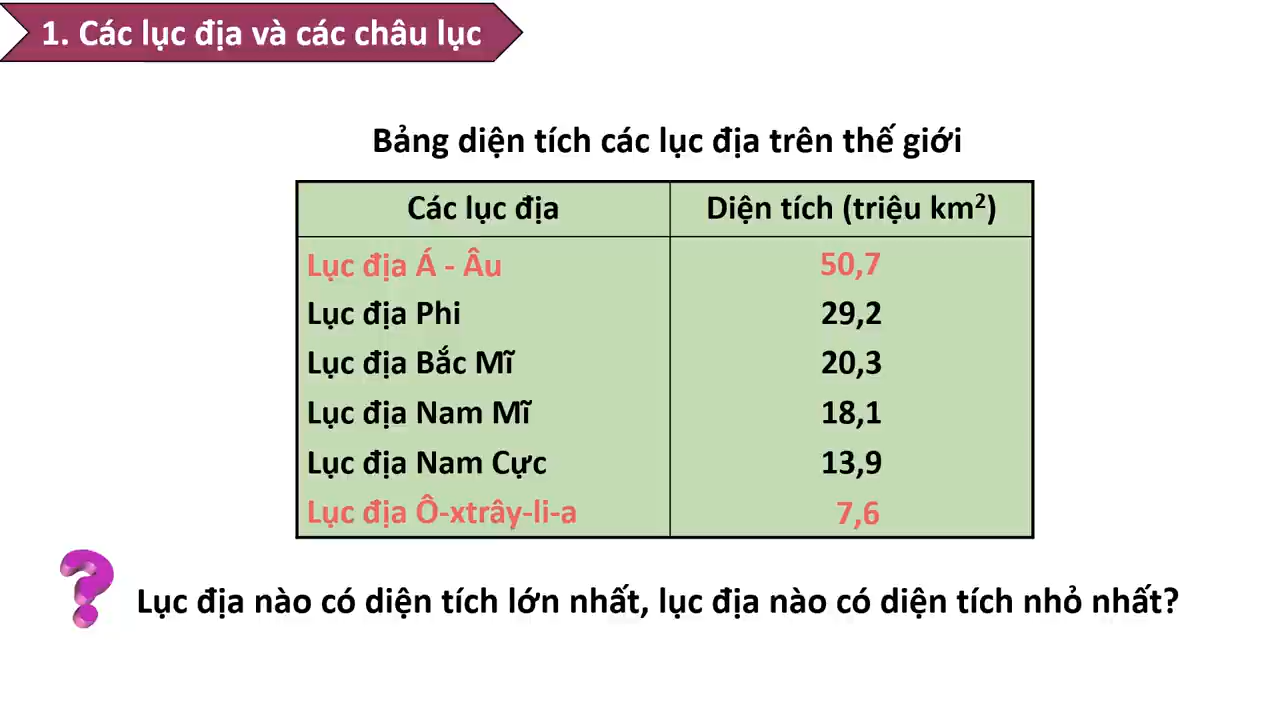 1. Các lục địa và các châu lục
Bảng diện tích các lục địa trên thế giới
Các lục địa Diện tích (triệu km²)
Lục địa Á - Âu 50,7
Lục địa Phi 29,2
Lục địa Bắc Mĩ 20,3
Lục địa Nam Mĩ 18,1
Lục địa Nam Cực 13,9
Lục địa Ô-xtrây-li-a 7,6
? Lục địa nào có diện tích lớn nhất, lục địa nào có diện tích nhỏ nhất?